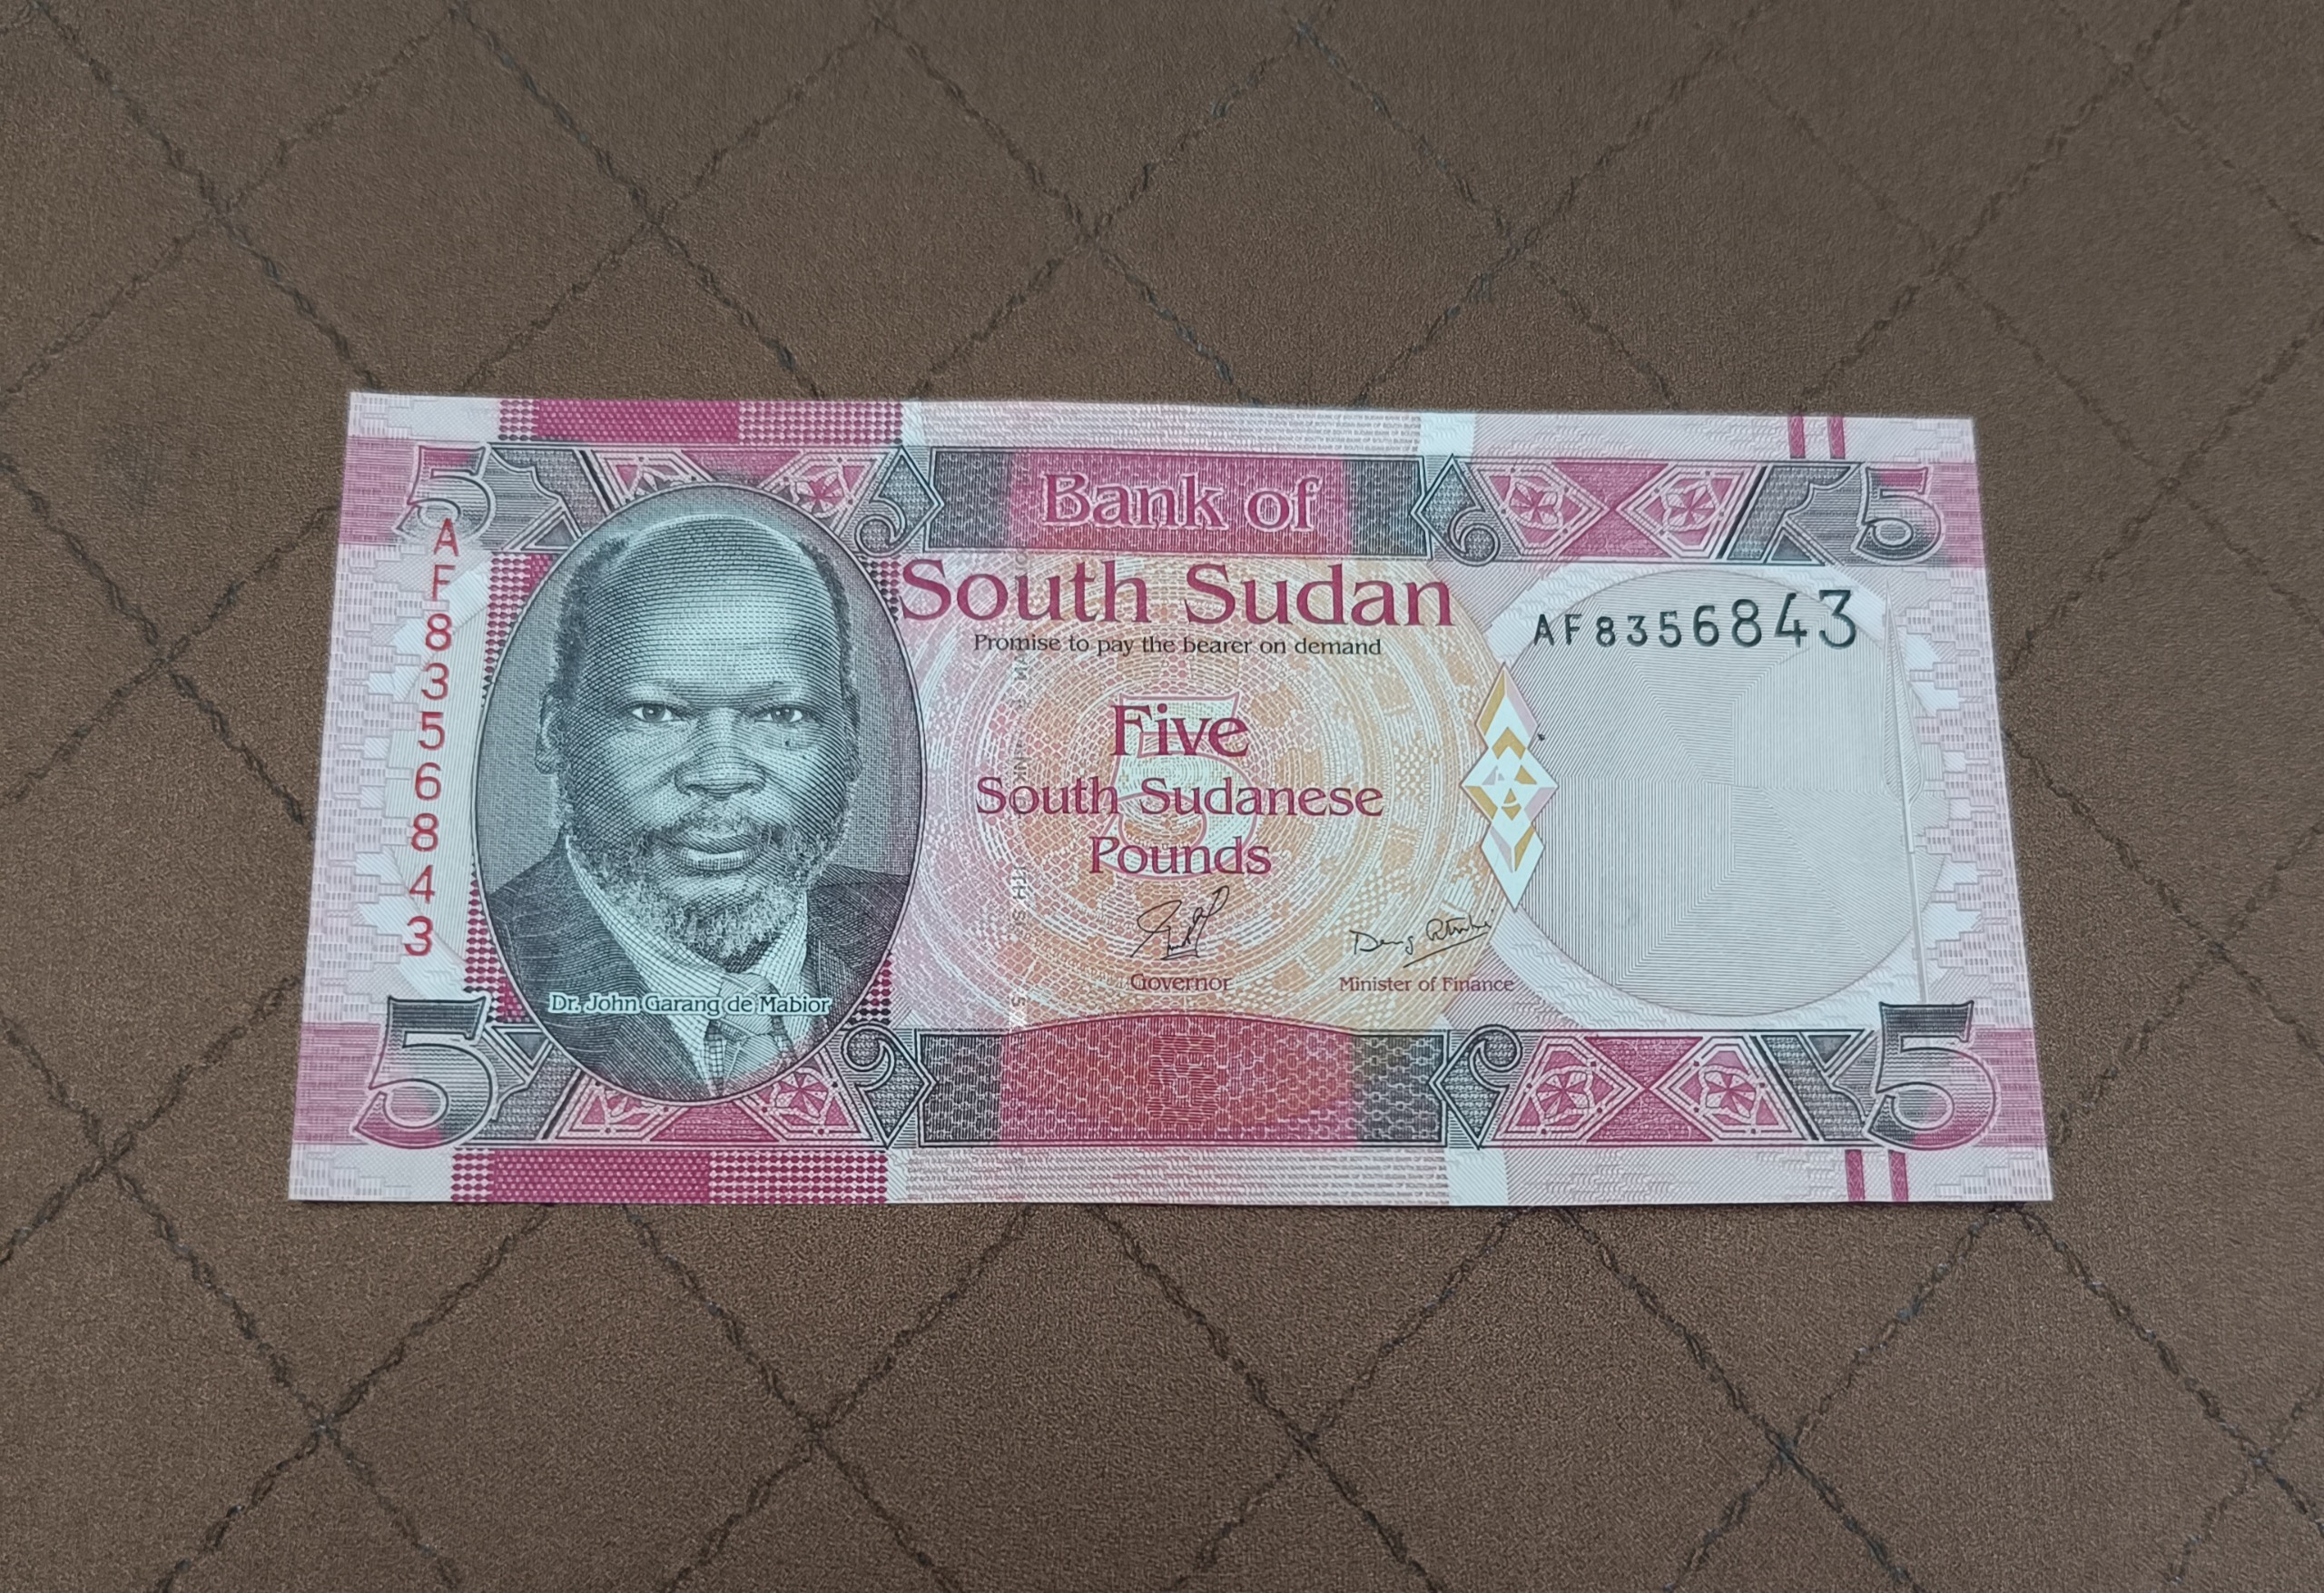 5
Bank of
5
South Sudan
Promise to pay the bearer on demand
AF8356843
AF8356843
Five
South Sudanese
Pounds
5
Governor
Minister of Finance
Dr. John Garang de Mabior
5
5